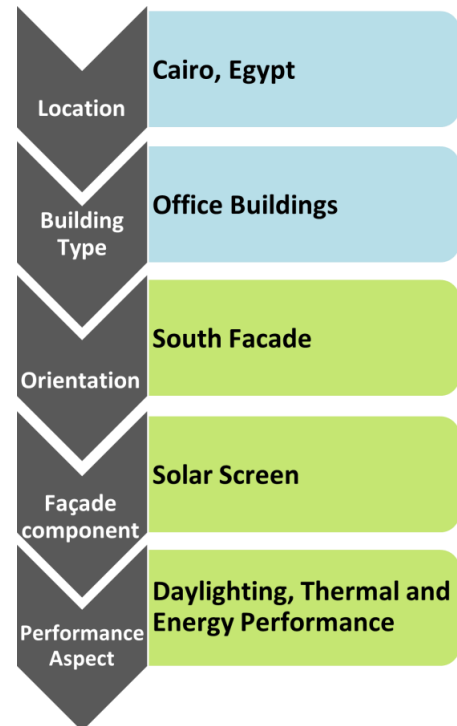 Location
Cairo, Egypt
Building
Type
Office Buildings
Orientation
South Facade
Façade
component
Solar Screen
Performance
Aspect
Daylighting, Thermal and
Energy Performance